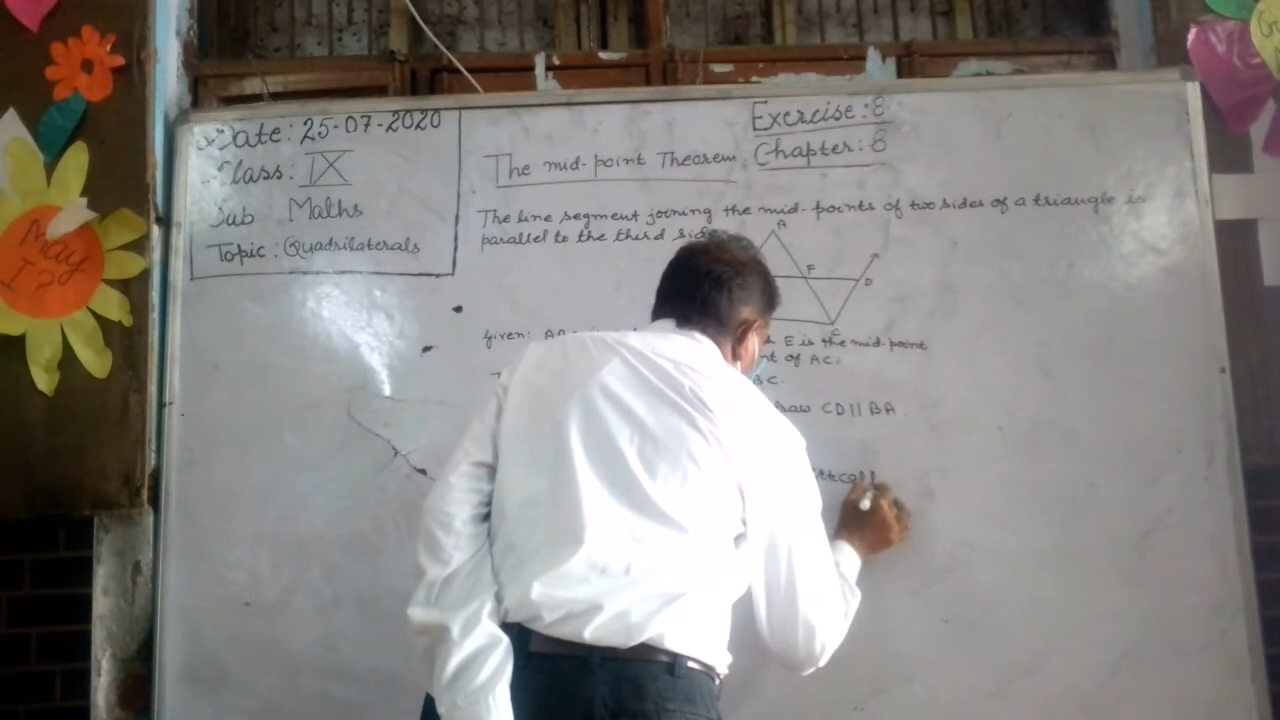 Date: 25-07-2020
Class: IX
Sub Maths
Topic: Quadrilaterals
Exercise: 8
Chapter: 8
The mid-point Theorem:
The line segment joining the mid-points of two sides of a triangle is
parallel to the third side
A
F
D
C
Given:
E is the mid-point
of AC.
BC.
draw CD||BA.
May
I?